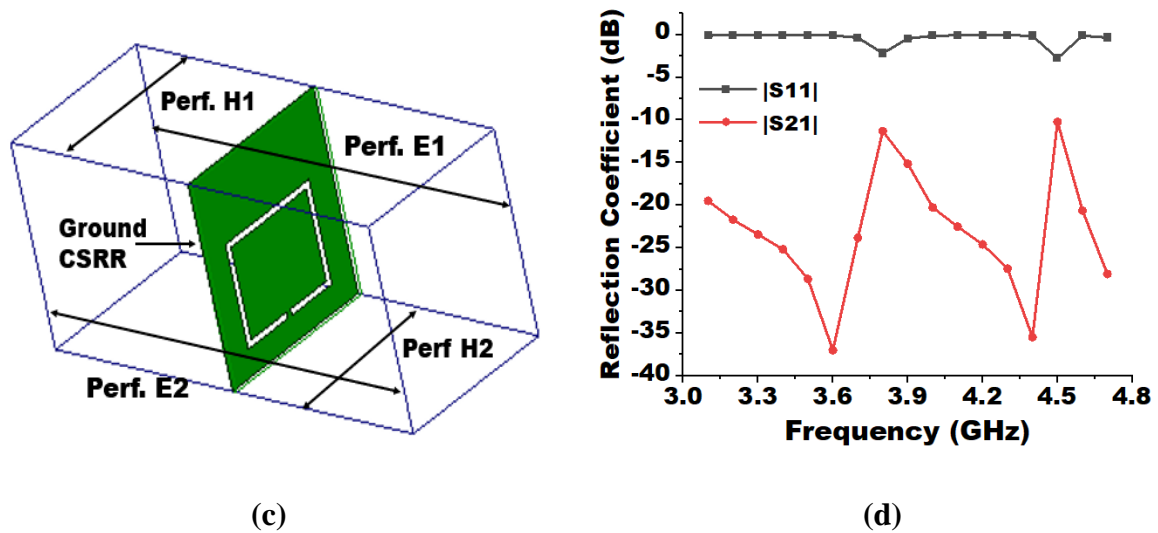 Perf. H1
Perf. E1
Ground
CSRR
Perf H2
Perf. E2
(c)
Reflection Coefficient (dB)
0
-5
-10
-15
-20
-25
-30
-35
-40
|S11|
|S21|
3.0 3.3 3.6 3.9 4.2 4.5 4.8
Frequency (GHz)
(d)